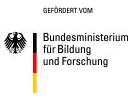 GEFÖRDERT VOM
Bundesministerium
für Bildung
und Forschung